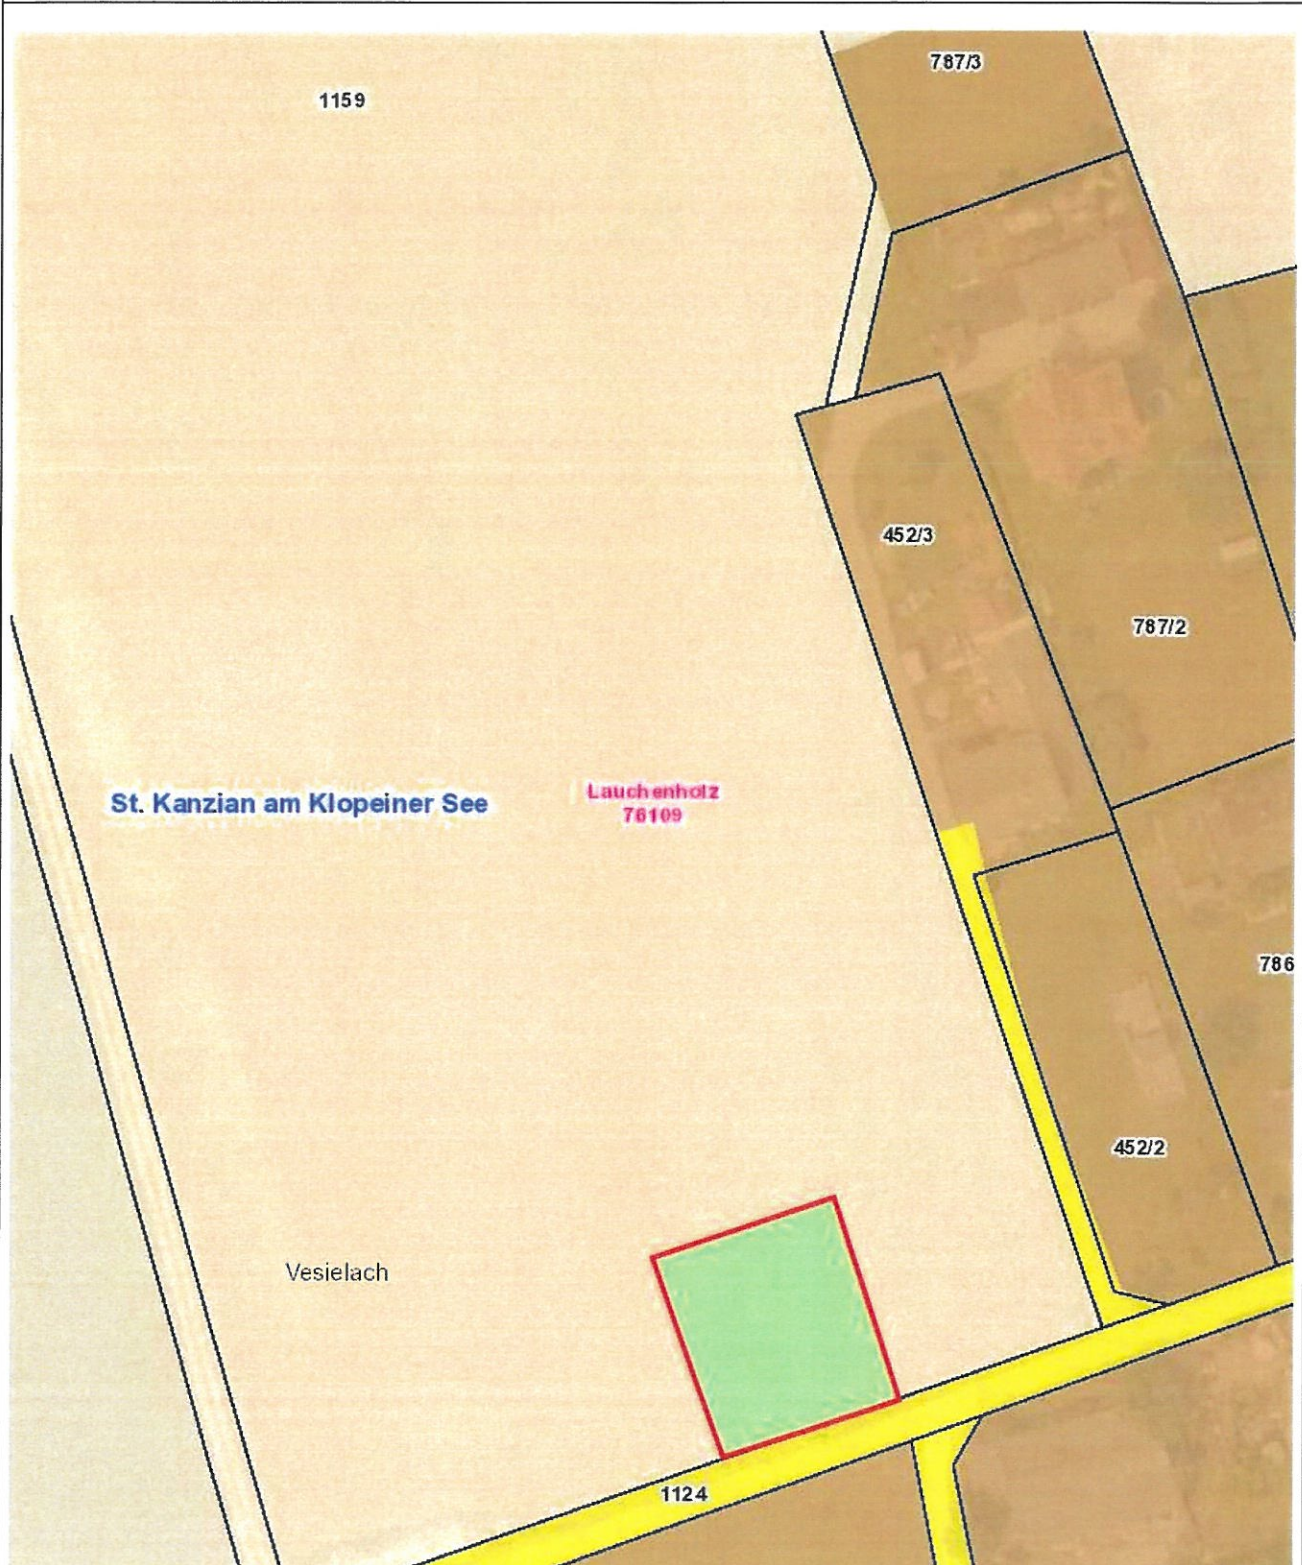 787/3
1159
452/3
787/2
St. Kanzian am Klopeiner See
Lauchenholz
76109
786
452/2
Vesielach
1124